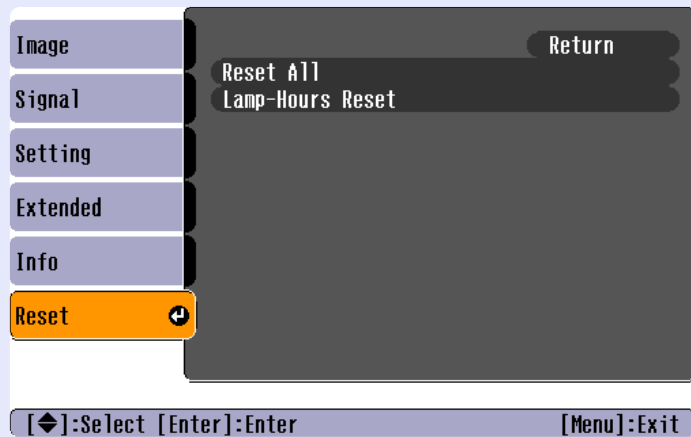 Image
Signal
Setting
Extended
Info
Reset
Return
Reset All
Lamp-Hours Reset
[◆]:Select [Enter]:Enter
[Menu]:Exit